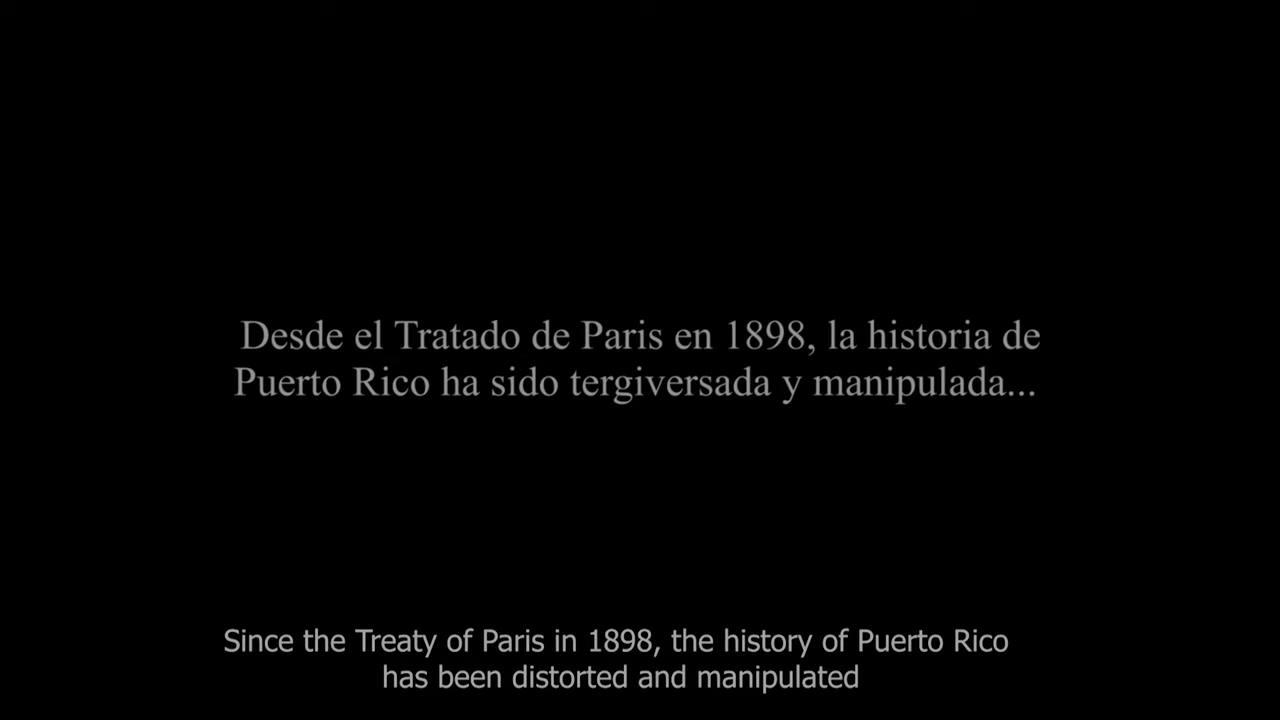 Desde el Tratado de Paris en 1898, la historia de
Puerto Rico ha sido tergiversada y manipulada...
Since the Treaty of Paris in 1898, the history of Puerto Rico
has been distorted and manipulated